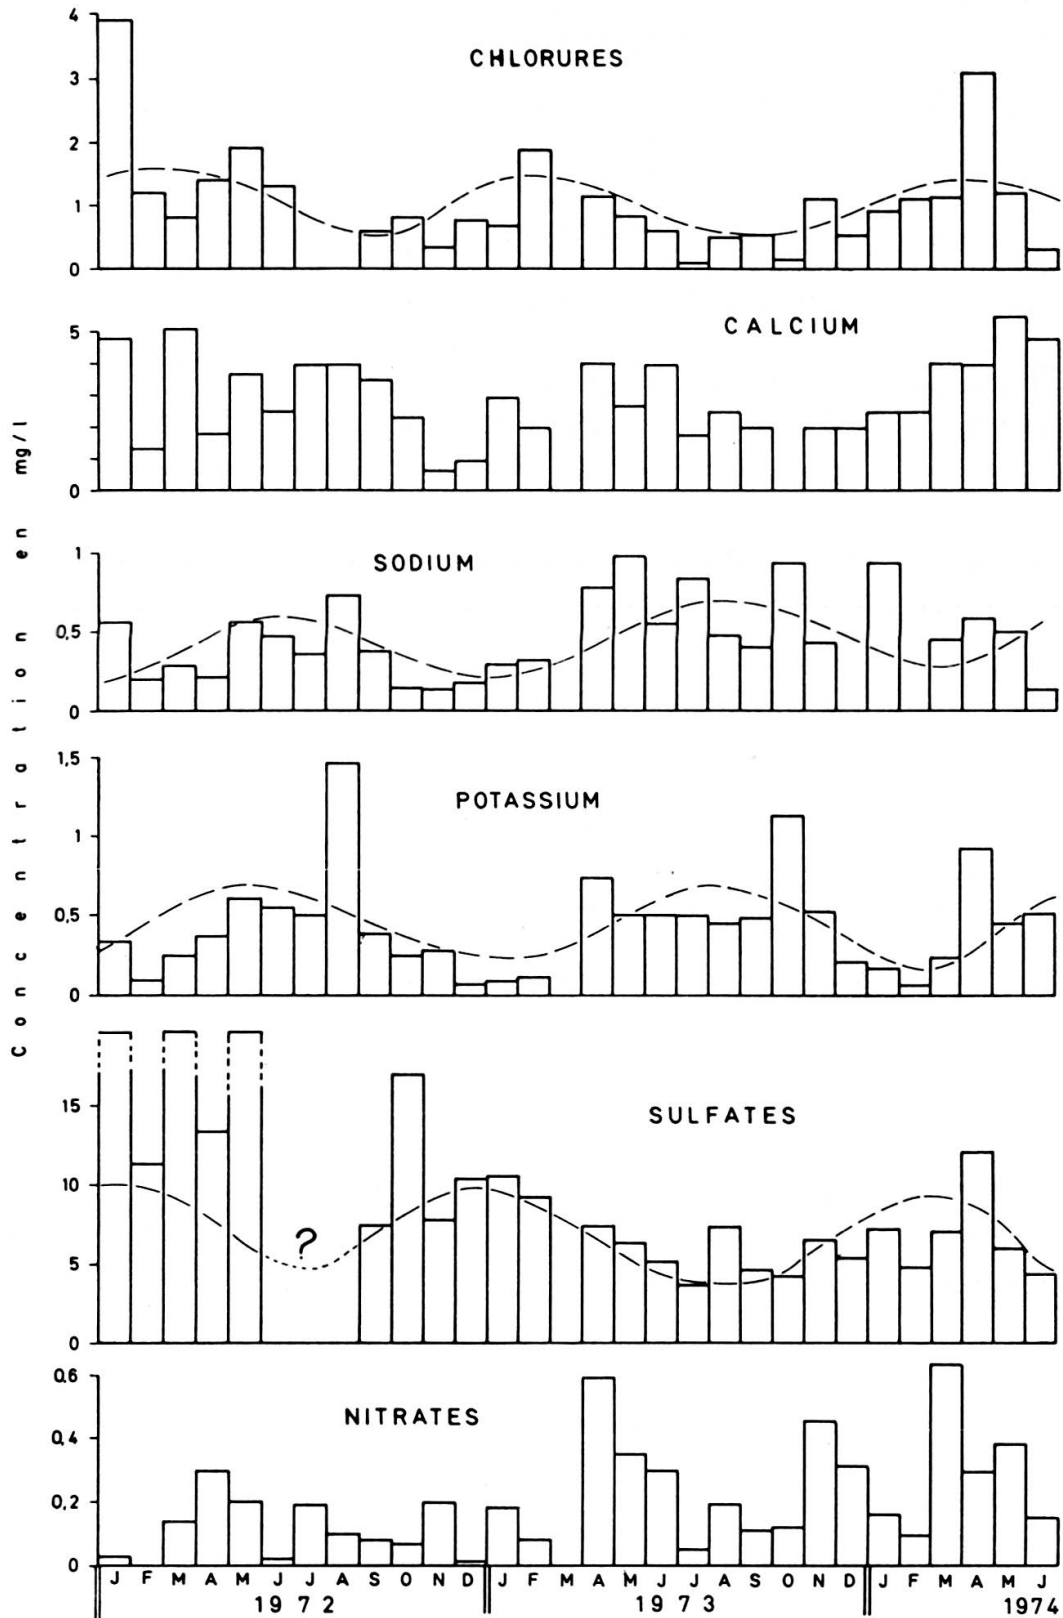 4
CHLORURES
3
2
1
0
CALCIUM
5
0
Concentration en mg/l
1
SODIUM
0,5
0
1,5
POTASSIUM
1
0,5
0
15
SULFATES
10
?
5
0
0,6
NITRATES
0,4
0,2
0
J F M A M J J A S O N D J F M A M J J A S O N D J F M A M J
1972 1973 1974